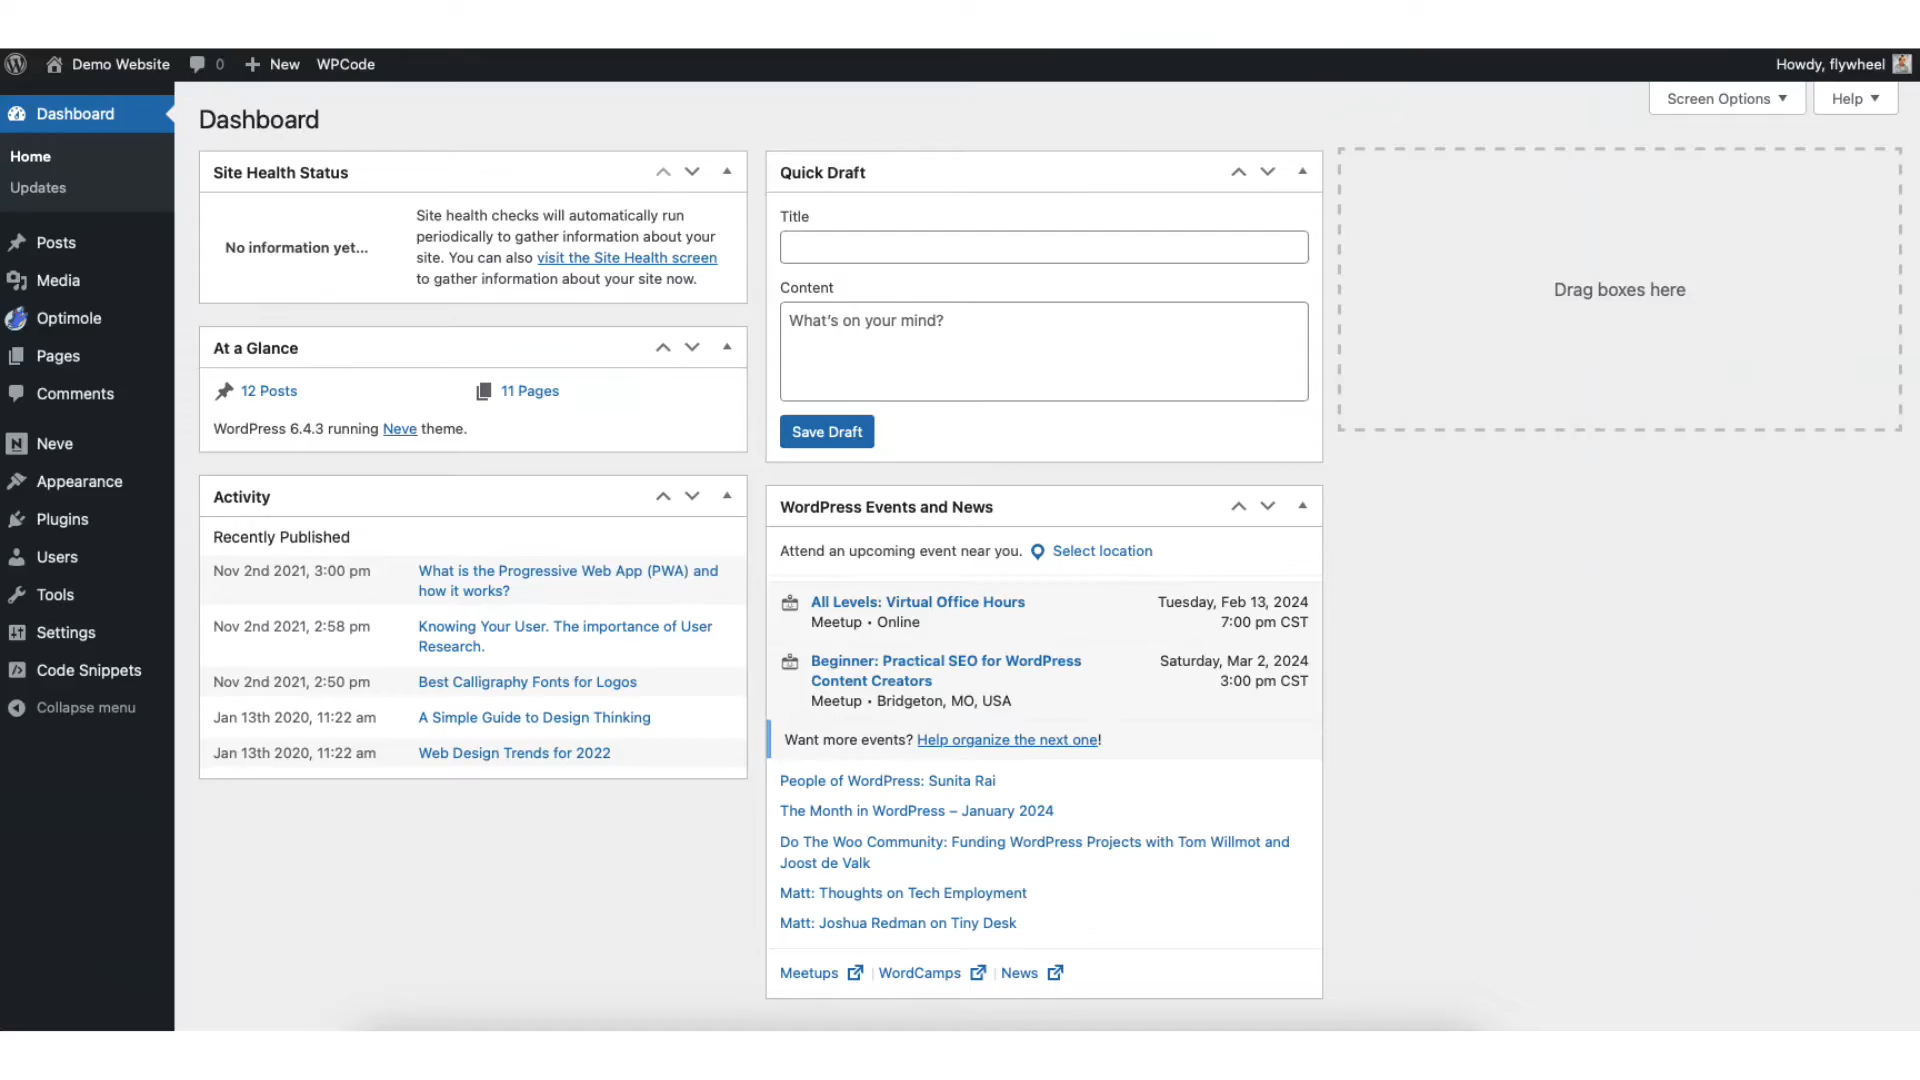 Demo Website 0 New WPCode Howdy, flywheel
Screen Options Help
Dashboard
Home
Updates
Posts
Media
Optimole
Pages
Comments
Neve
Appearance
Plugins
Users
Tools
Settings
Code Snippets
Collapse menu
Dashboard
Site Health Status
No information yet...
Site health checks will automatically run
periodically to gather information about your
site. You can also visit the Site Health screen
to gather information about your site now.
At a Glance
12 Posts 11 Pages
WordPress 6.4.3 running Neve theme.
Activity
Recently Published
Nov 2nd 2021, 3:00 pm What is the Progressive Web App (PWA) and
how it works?
Nov 2nd 2021, 2:58 pm Knowing Your User. The importance of User
Research.
Nov 2nd 2021, 2:50 pm Best Calligraphy Fonts for Logos
Jan 13th 2020, 11:22 am A Simple Guide to Design Thinking
Jan 13th 2020, 11:22 am Web Design Trends for 2022
Quick Draft
Title
Content
What's on your mind?
Save Draft
WordPress Events and News
Attend an upcoming event near you. Select location
All Levels: Virtual Office Hours Tuesday, Feb 13, 2024
Meetup • Online 7:00 pm CST
Beginner: Practical SEO for WordPress Saturday, Mar 2, 2024
Content Creators 3:00 pm CST
Meetup • Bridgeton, MO, USA
Want more events? Help organize the next one!
People of WordPress: Sunita Rai
The Month in WordPress – January 2024
Do The Woo Community: Funding WordPress Projects with Tom Willmot and
Joost de Valk
Matt: Thoughts on Tech Employment
Matt: Joshua Redman on Tiny Desk
Meetups | WordCamps | News
Drag boxes here